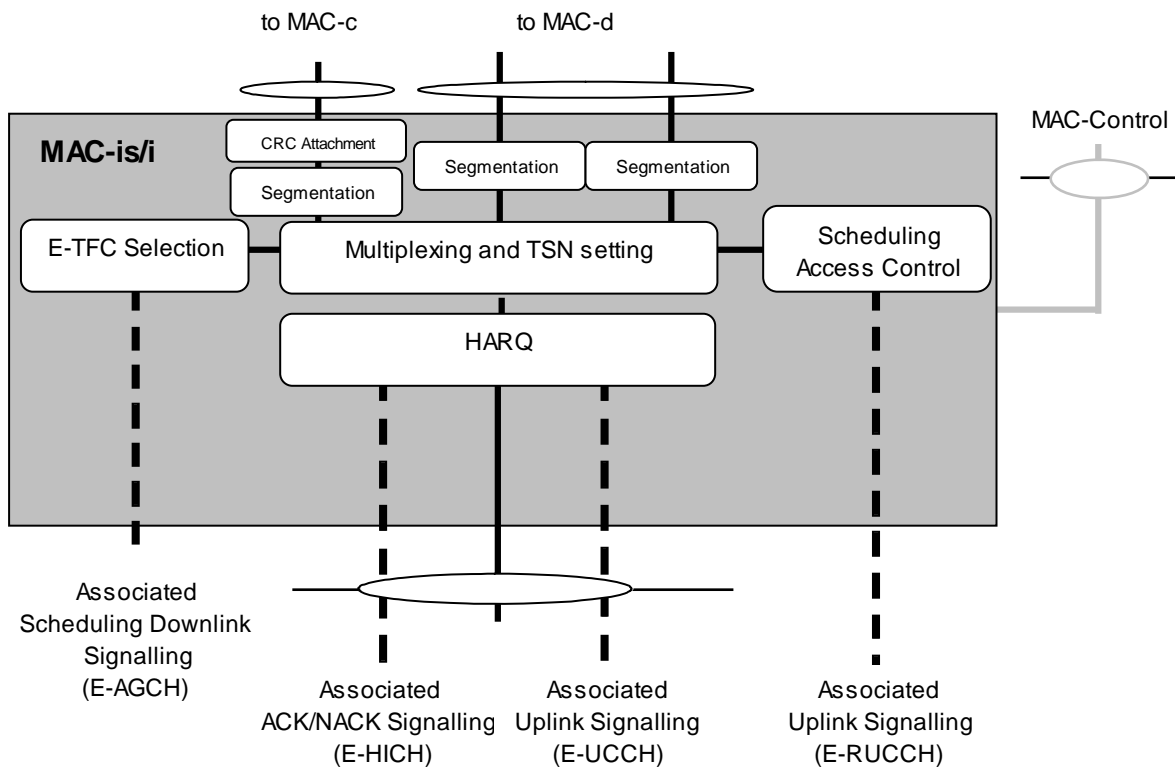 to MAC-c
to MAC-d
MAC-Control
MAC-is/i
CRC Attachment
Segmentation
Segmentation
Segmentation
E-TFC Selection
Multiplexing and TSN setting
Scheduling
Access Control
HARQ
Associated
Scheduling Downlink
Signalling
(E-AGCH)
Associated
ACK/NACK Signalling
(E-HICH)
Associated
Uplink Signalling
(E-UCCH)
Associated
Uplink Signalling
(E-RUCCH)